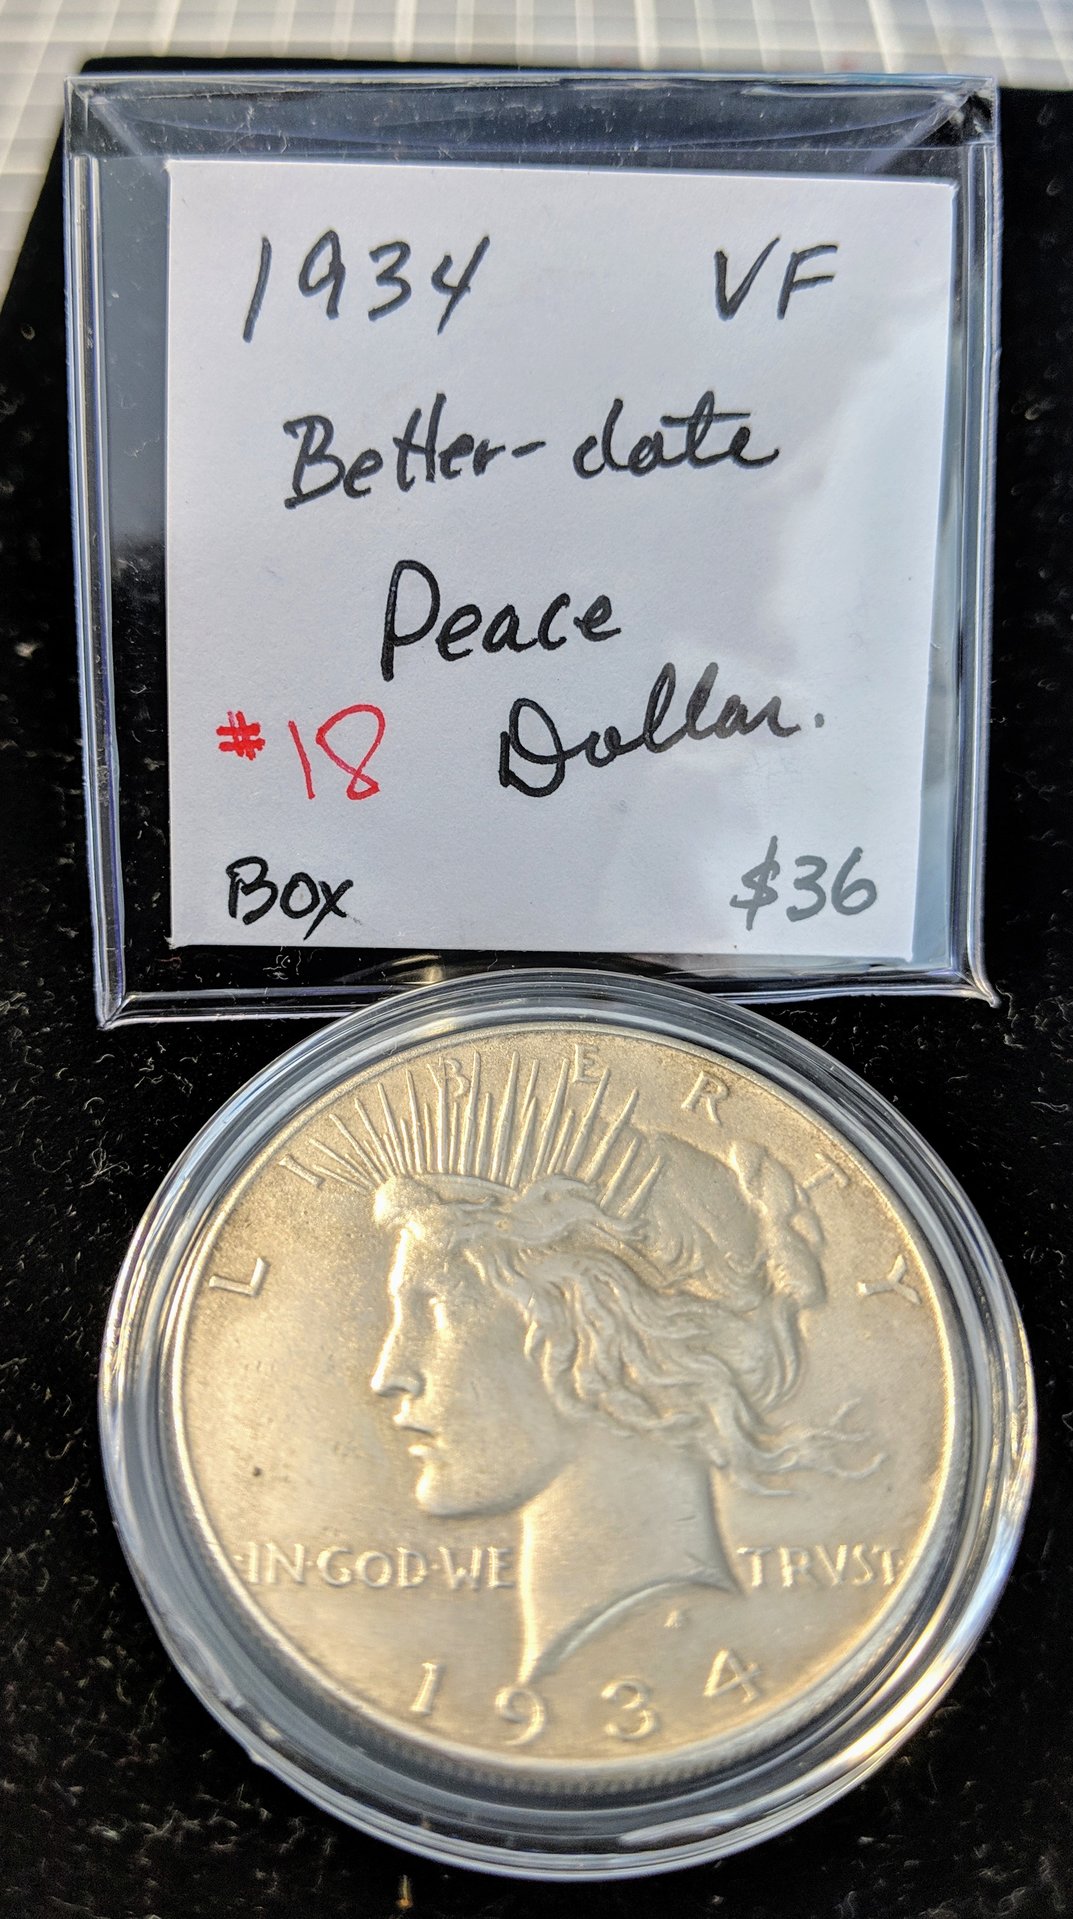 1934 VF
Better-date
Peace
#18 Dollar.
Box $36
LIBERTY
IN·GOD·WE TRVST·
1934